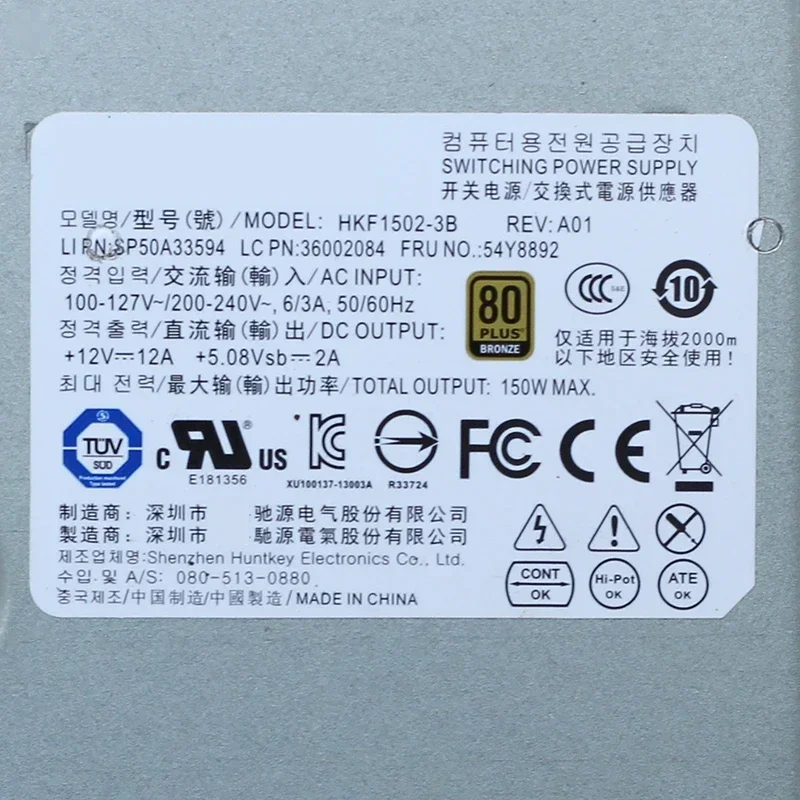 컴퓨터용전원공급장치
SWITCHING POWER SUPPLY
开关电源/交換式電源供應器
모델명/型号(號)/MODEL: HKF1502-3B REV: A01
LI PN:SP50A33594 LC PN:36002084 FRU NO.:54Y8892
정격입력/交流输(輸)入/AC INPUT:
100-127V~/200-240V~, 6/3A, 50/60Hz
정격출력/直流输(輸)出/DC OUTPUT:
+12V⎓12A +5.08Vsb⎓2A
80
PLUS
BRONZE
CCC
S&E
10
仅适用于海拔2000m
以下地区安全使用!
최대 전력/最大输(輸)出功率/TOTAL OUTPUT: 150W MAX.
TÜV
SÜD
Production monitored
Type tested
c RU® US
E181356
KC
XU100137-13003A
R33724
FC CE
制造商: 深圳市 驰源电气股份有限公司
製造商: 深圳市 馳源電氣股份有限公司
제조업체명:Shenzhen Huntkey Electronics Co., Ltd.
수입 및 A/S: 080-513-0880.
중국제조/中国制造/中國製造/MADE IN CHINA
CONT
OK
Hi-Pot
OK
ATE
OK